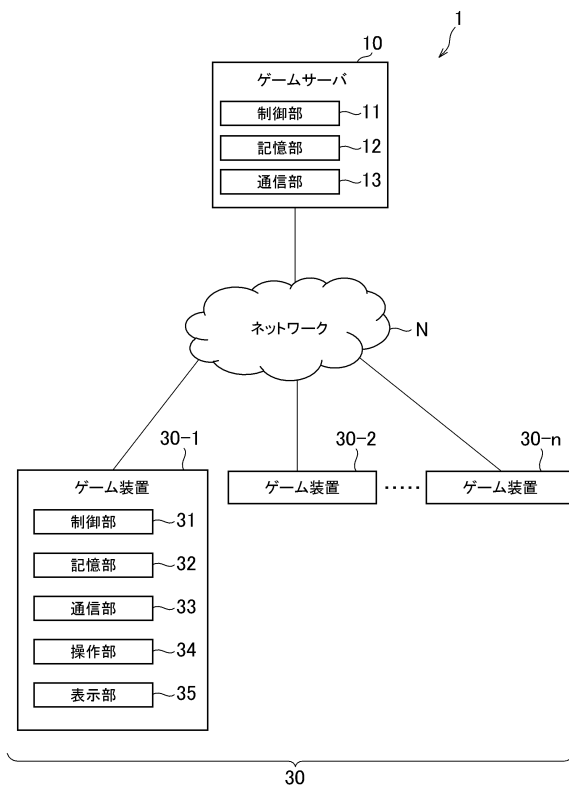 1
10
ゲームサーバ
制御部 11
記憶部 12
通信部 13
ネットワーク N
30-1
30-2
30-n
ゲーム装置
ゲーム装置
.....
ゲーム装置
制御部 31
記憶部 32
通信部 33
操作部 34
表示部 35
30